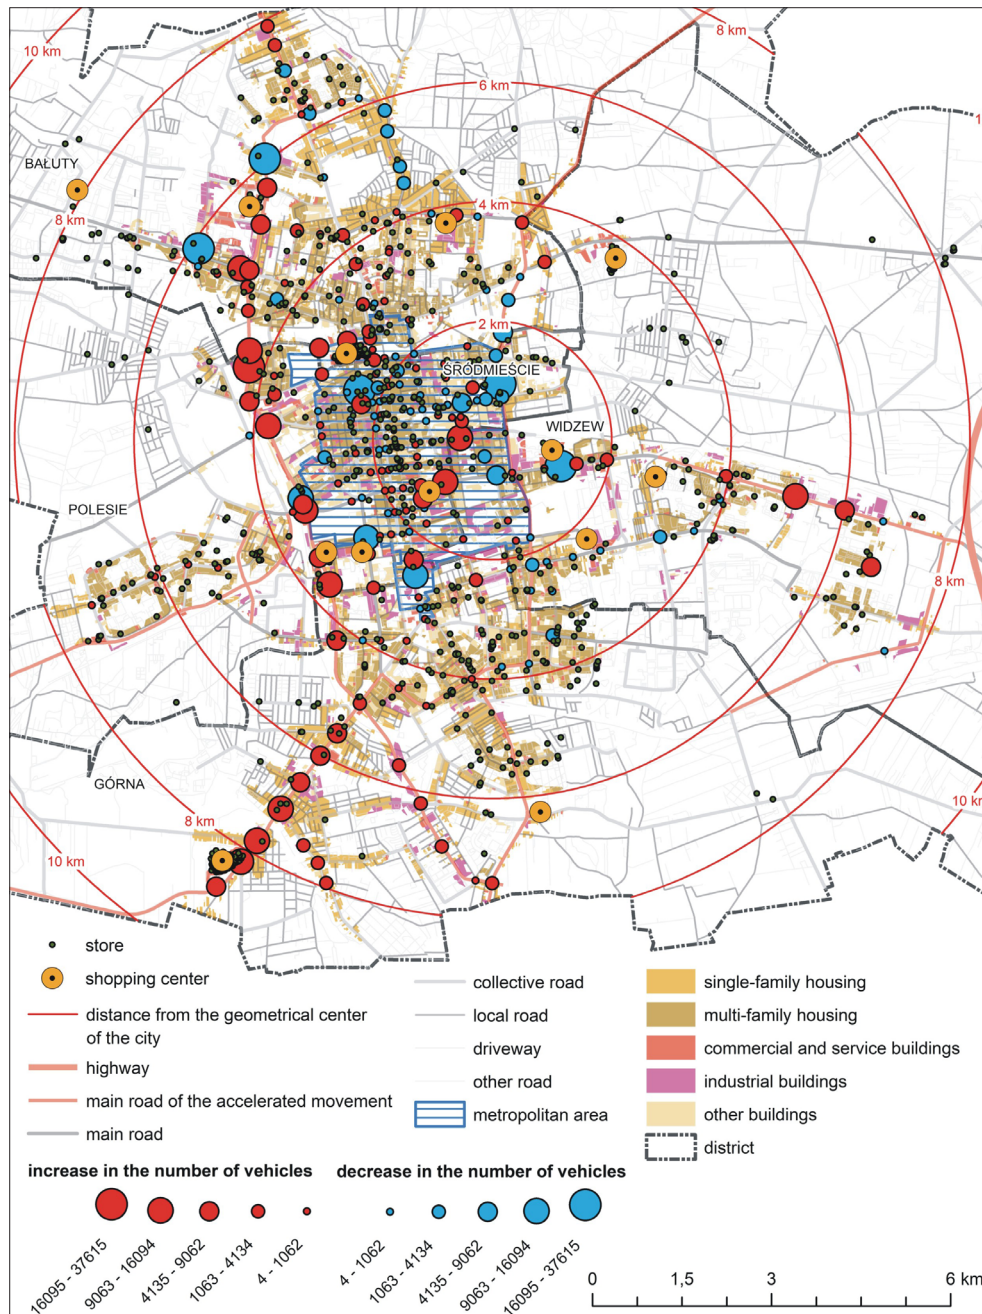 10 km
8 km
6 km
1
BAŁUTY
8 km
4 km
2 km
ŚRÓDMIEŚCIE
WIDZEW
POLESIE
8 km
GÓRNA
8 km
10 km
10 km
store
shopping center
distance from the geometrical center
of the city
highway
main road of the accelerated movement
main road
collective road
local road
driveway
other road
metropolitan area
single-family housing
multi-family housing
commercial and service buildings
industrial buildings
other buildings
district
increase in the number of vehicles
16095 - 37615
9063 - 16094
4135 - 9062
1063 - 4134
4 - 1062
decrease in the number of vehicles
4 - 1062
1063 - 4134
4135 - 9062
9063 - 16094
16095 - 37615
0 1,5 3 6 km